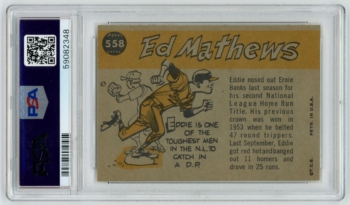 59082348
PSA
558
Ed Mathews
Eddie nosed out Ernie
Banks last season for
his second National
League Home Run
Title. His previous
crown was won in
1953 when he belted
47 round trippers.
Last September, Eddie
got red hot and banged
out 11 homers and
drove in 25 runs.
EDDIE IS ONE
OF THE
TOUGHEST MEN
IN THE N.L. TO
CATCH IN
A D.P.
©T.C.G. PRTD. IN U.S.A.